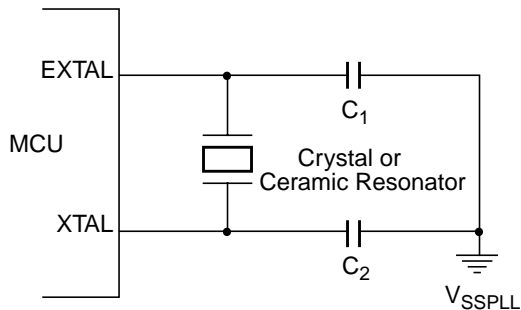 EXTAL
C1
MCU
Crystal or
Ceramic Resonator
XTAL
C2
VSSPLL